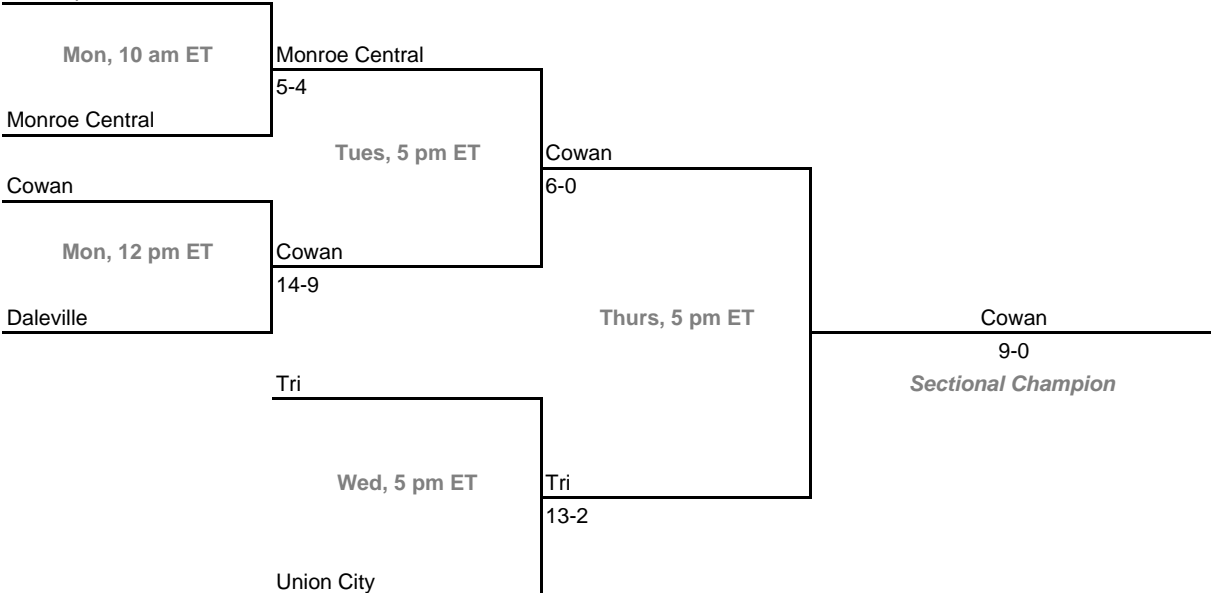 Mon, 10 am ET
Monroe Central
5-4
Monroe Central
Tues, 5 pm ET
Cowan
6-0
Cowan
Mon, 12 pm ET
Cowan
14-9
Daleville
Thurs, 5 pm ET
Cowan
9-0
Sectional Champion
Tri
Wed, 5 pm ET
Tri
13-2
Union City